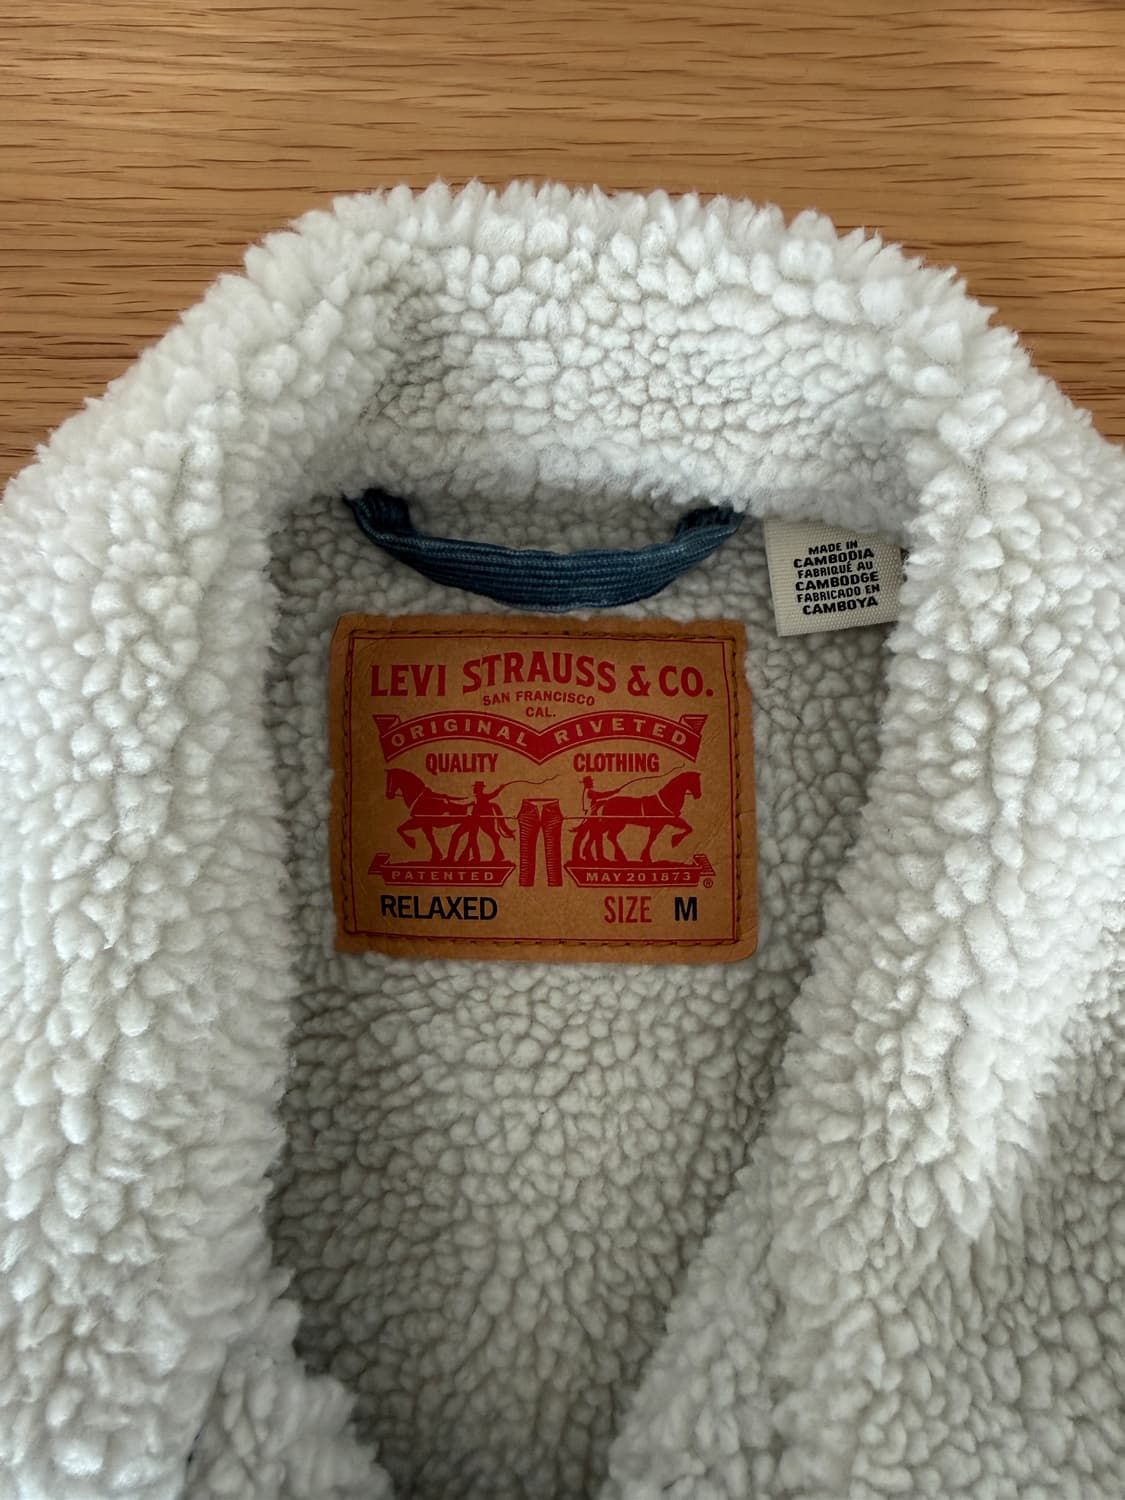 MADE IN
CAMBODIA
FABRIQUÉ AU
CAMBODGE
FABRICADO EN
CAMBOYA
LEVI STRAUSS & CO.
SAN FRANCISCO
CAL.
ORIGINAL RIVETED
QUALITY CLOTHING
PATENTED MAY 20 1873 ®
RELAXED SIZE M